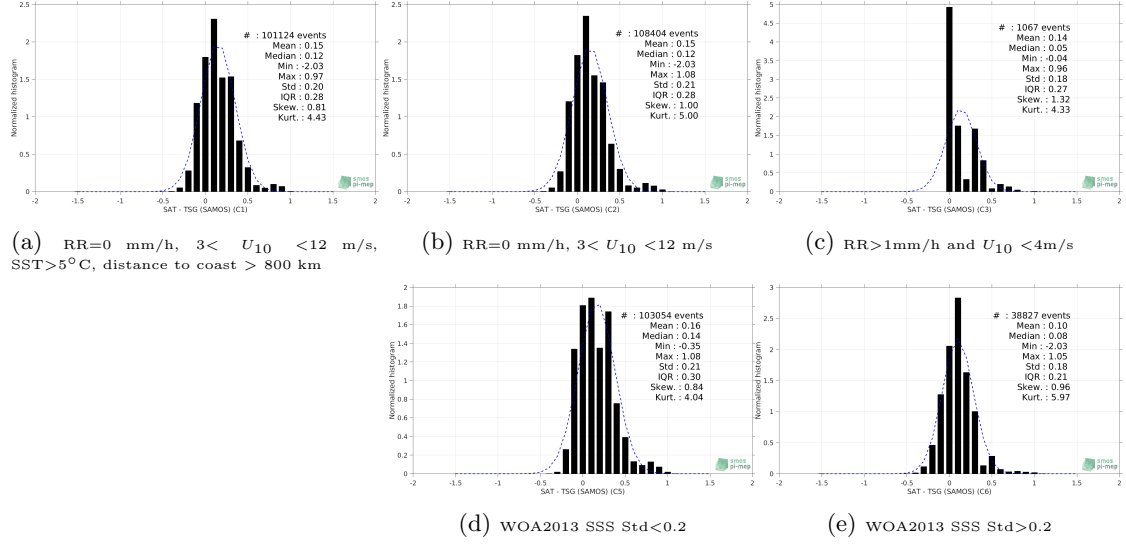 # : 101124 events
Mean : 0.15
Median : 0.12
Min : -2.03
Max : 0.97
Std : 0.20
IQR : 0.28
Skew. : 0.81
Kurt. : 4.43
Normalized histogram
2.5
2
1.5
1
0.5
0
-2 -1.5 -1 -0.5 0 0.5 1 1.5 2
SAT - TSG (SAMOS) (C1)
smos
pi-mep
(a) RR=0 mm/h, 3< U10 <12 m/s,
SST>5°C, distance to coast > 800 km
# : 108404 events
Mean : 0.15
Median : 0.12
Min : -2.03
Max : 1.08
Std : 0.21
IQR : 0.28
Skew. : 1.00
Kurt. : 5.00
Normalized histogram
2.5
2
1.5
1
0.5
0
-2 -1.5 -1 -0.5 0 0.5 1 1.5 2
SAT - TSG (SAMOS) (C2)
smos
pi-mep
(b) RR=0 mm/h, 3< U10 <12 m/s
# : 1067 events
Mean : 0.14
Median : 0.05
Min : -0.04
Max : 0.96
Std : 0.18
IQR : 0.27
Skew. : 1.32
Kurt. : 4.33
Normalized histogram
5
4.5
4
3.5
3
2.5
2
1.5
1
0.5
0
-2 -1.5 -1 -0.5 0 0.5 1 1.5 2
SAT - TSG (SAMOS) (C3)
smos
pi-mep
(c) RR>1mm/h and U10 <4m/s
# : 103054 events
Mean : 0.16
Median : 0.14
Min : -0.35
Max : 1.08
Std : 0.21
IQR : 0.30
Skew. : 0.84
Kurt. : 4.04
Normalized histogram
2
1.8
1.6
1.4
1.2
1
0.8
0.6
0.4
0.2
0
-2 -1.5 -1 -0.5 0 0.5 1 1.5 2
SAT - TSG (SAMOS) (C5)
smos
pi-mep
(d) WOA2013 SSS Std<0.2
# : 38827 events
Mean : 0.10
Median : 0.08
Min : -2.03
Max : 1.05
Std : 0.18
IQR : 0.21
Skew. : 0.96
Kurt. : 5.97
Normalized histogram
3
2.5
2
1.5
1
0.5
0
-2 -1.5 -1 -0.5 0 0.5 1 1.5 2
SAT - TSG (SAMOS) (C6)
smos
pi-mep
(e) WOA2013 SSS Std>0.2